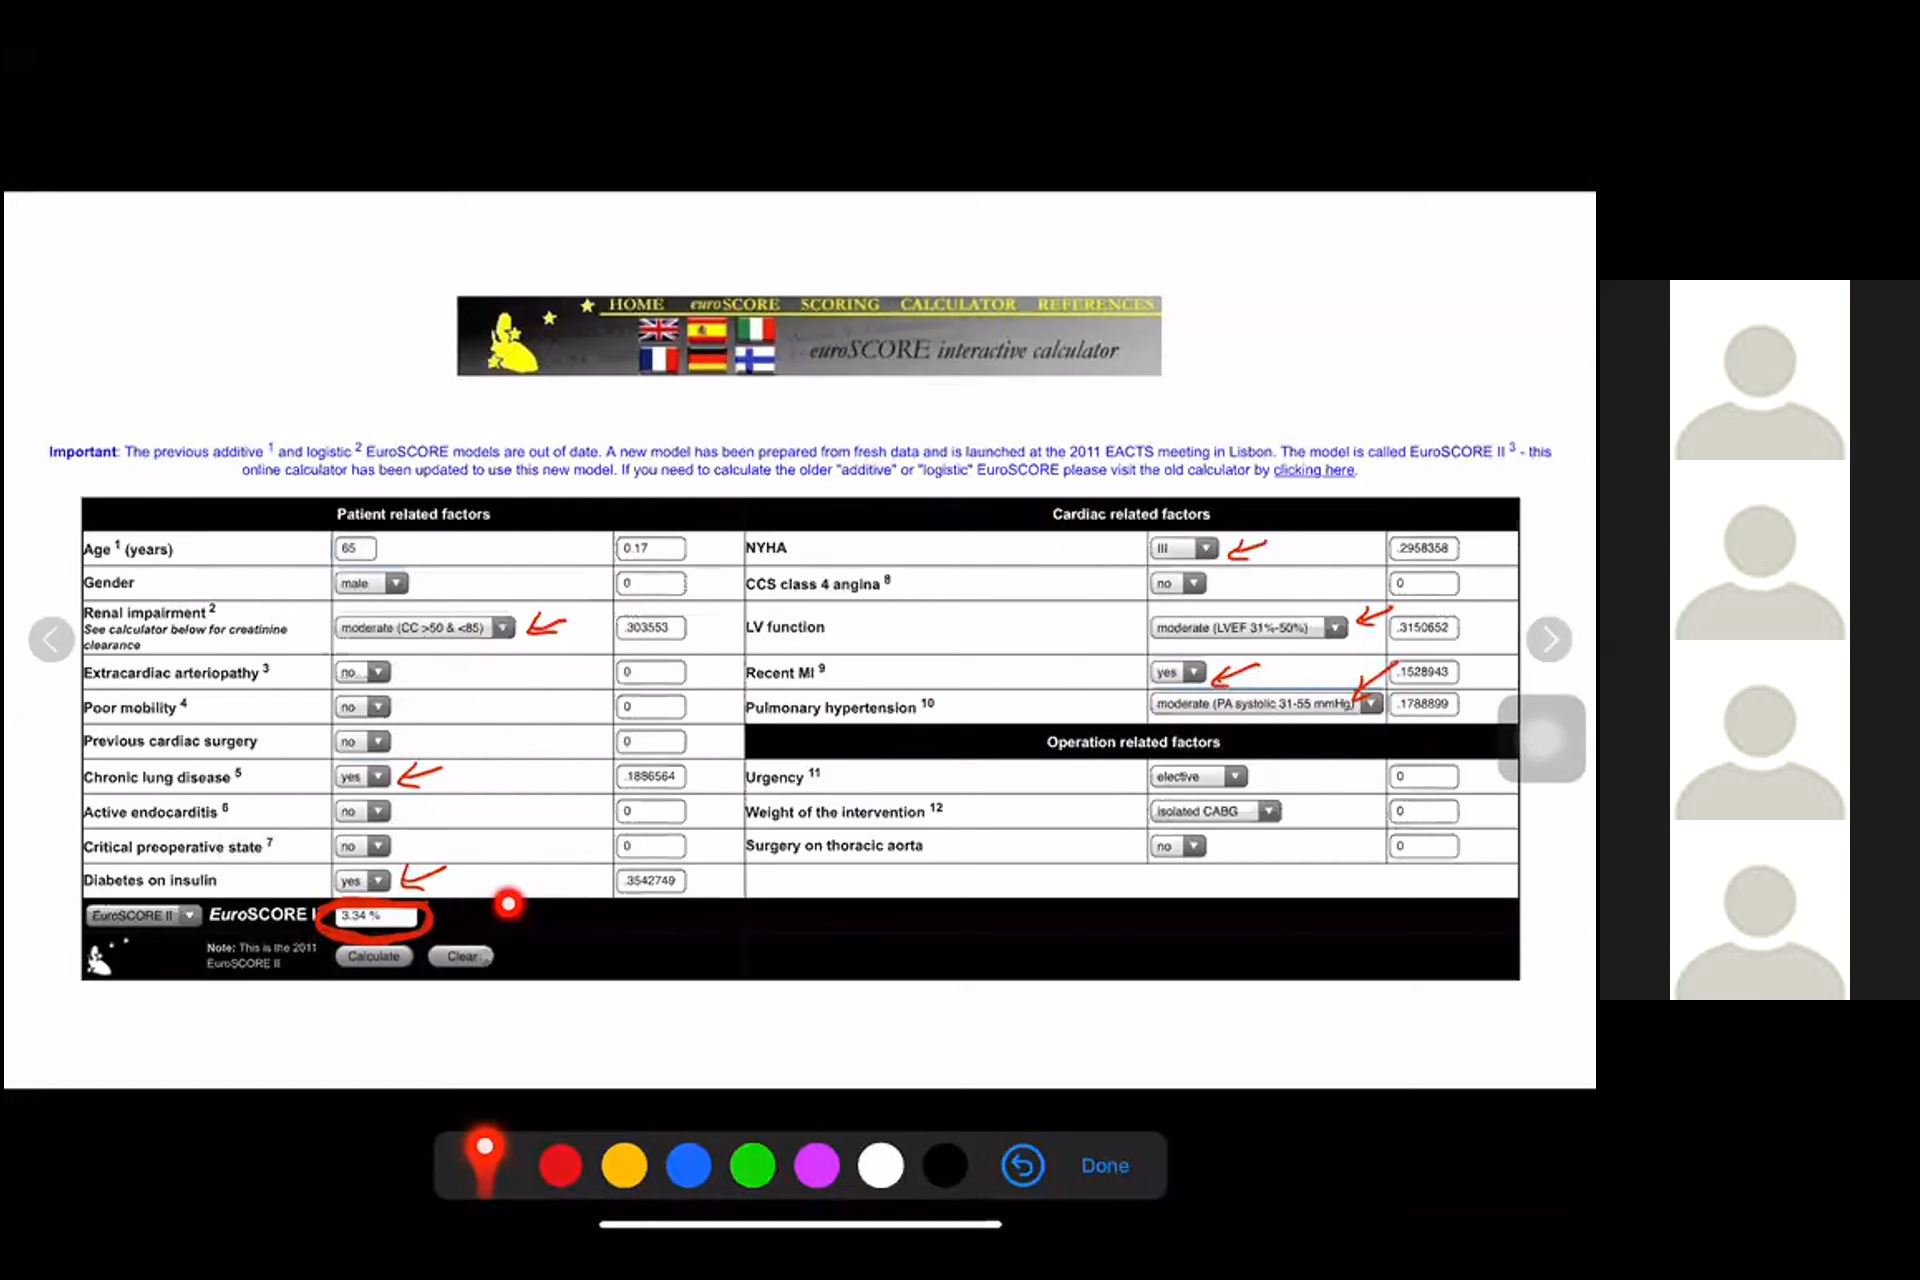 HOME euroSCORE SCORING CALCULATOR REFERENCES
euroSCORE interactive calculator
Important: The previous additive 1 and logistic 2 EuroSCORE models are out of date. A new model has been prepared from fresh data and is launched at the 2011 EACTS meeting in Lisbon. The model is called EuroSCORE II 3 - this
online calculator has been updated to use this new model. If you need to calculate the older "additive" or "logistic" EuroSCORE please visit the old calculator by clicking here.
Patient related factors Cardiac related factors
Age 1 (years) 65 0.17 NYHA III .2958358
Gender male 0 CCS class 4 angina 8 no 0
Renal impairment 2
See calculator below for creatinine
clearance
moderate (CC >50 & <85) .303553 LV function moderate (LVEF 31%-50%) .3150652
Extracardiac arteriopathy 3 no 0 Recent MI 9 yes .1528943
Poor mobility 4 no 0 Pulmonary hypertension 10 moderate (PA systolic 31-55 mmHg) .1788899
Previous cardiac surgery no 0 Operation related factors
Chronic lung disease 5 yes .1886564 Urgency 11 elective 0
Active endocarditis 6 no 0 Weight of the intervention 12 isolated CABG 0
Critical preoperative state 7 no 0 Surgery on thoracic aorta no 0
Diabetes on insulin yes .3542749
EuroSCORE II EuroSCORE I 3.34 %
Note: This is the 2011
EuroSCORE II
Calculate Clear
Done